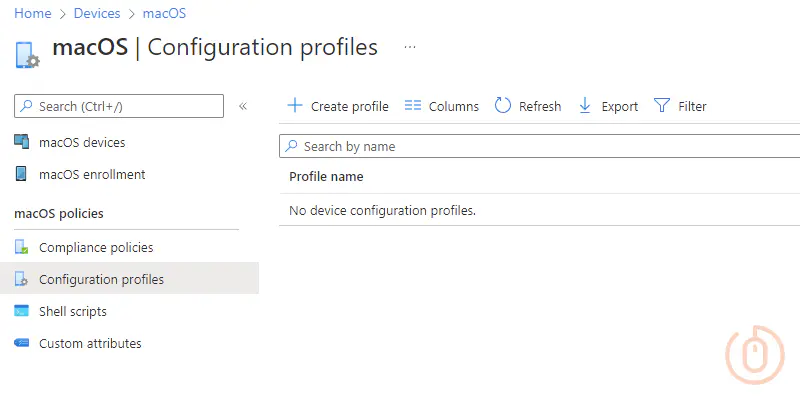 Home > Devices > macOS
macOS | Configuration profiles ...
Search (Ctrl+/) «
macOS devices
macOS enrollment
macOS policies
Compliance policies
Configuration profiles
Shell scripts
Custom attributes
+ Create profile Columns Refresh Export Filter
Search by name
Profile name
No device configuration profiles.